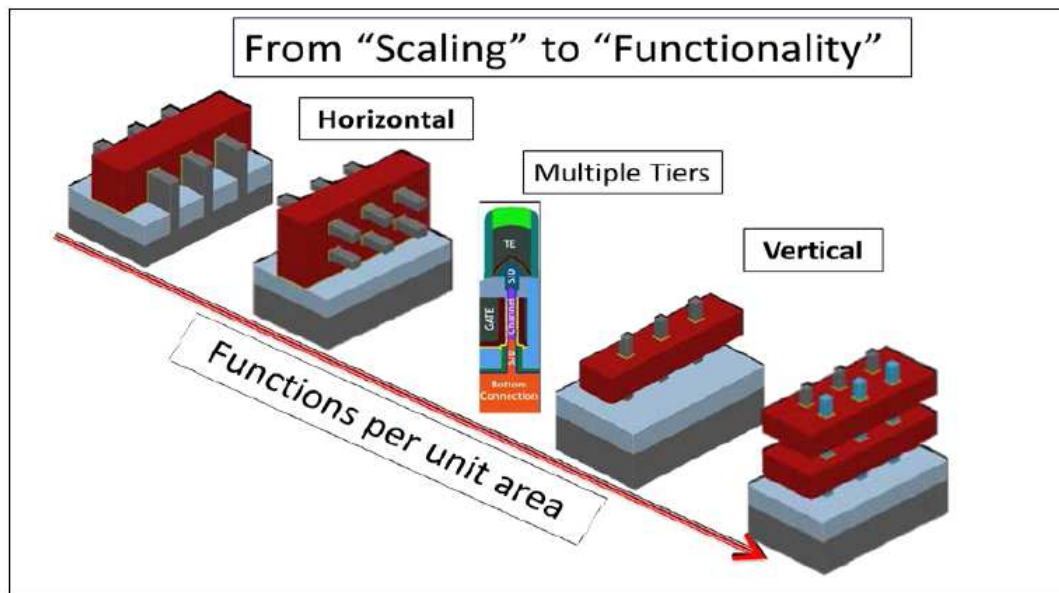 From “Scaling” to “Functionality”
Horizontal
Multiple Tiers
Vertical
TE
S/D
GATE
Channel
S/D
Bottom
Connection
Functions per unit area